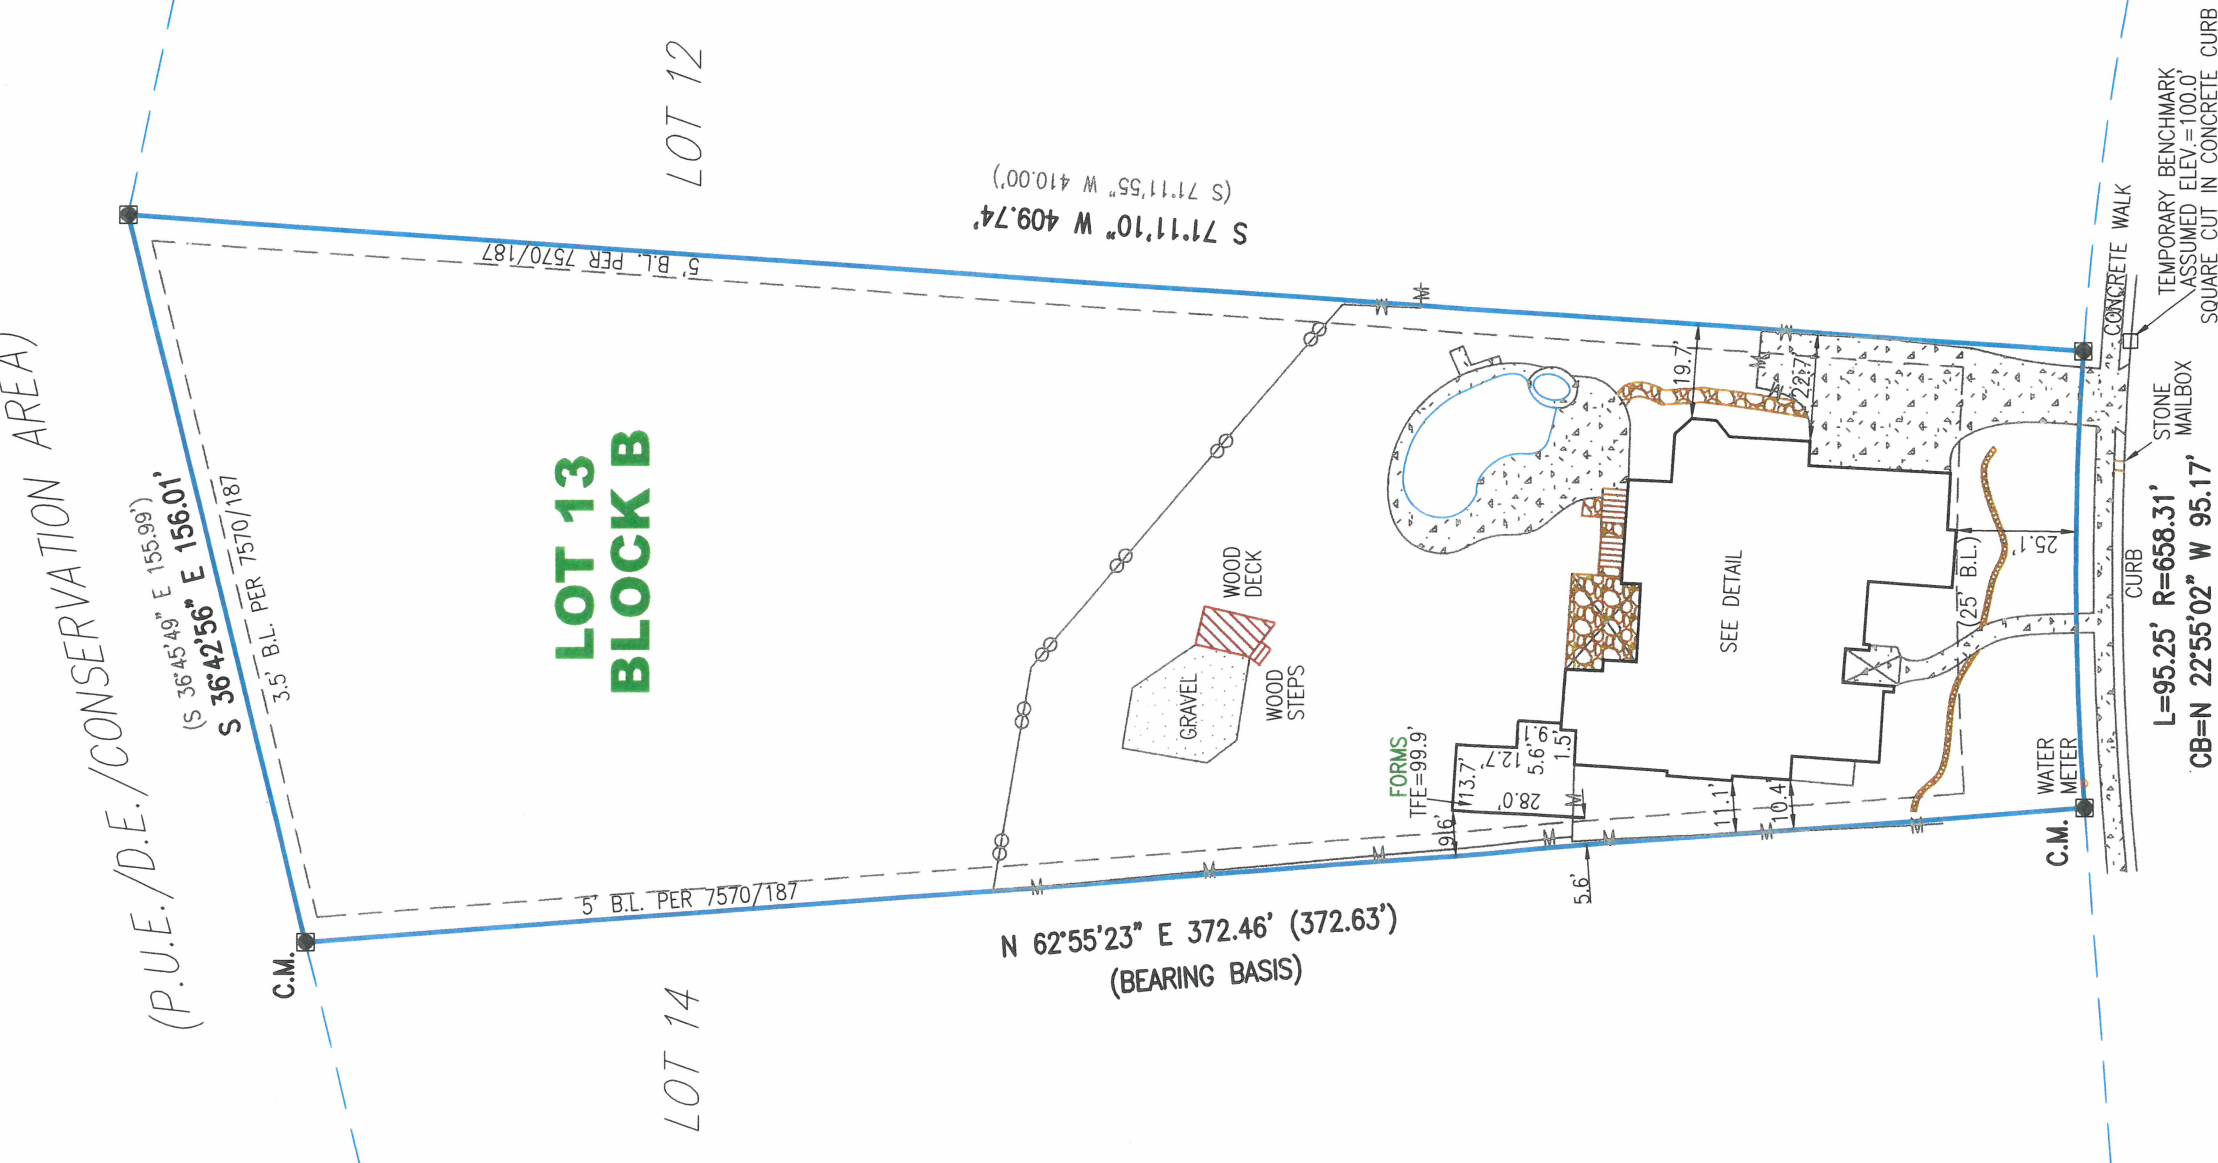 (P.U.E./D.E./CONSERVATION AREA)
(S 36°45'49" E 155.99')
S 36°42'56" E 156.01'
3.5' B.L. PER 7570/187
C.M.
LOT 14
LOT 13
BLOCK B
LOT 12
5' B.L. PER 7570/187
5' B.L. PER 7570/187
S 71°11'10" W 409.74'
(S 71°11'55" W 410.00')
N 62°55'23" E 372.46' (372.63')
(BEARING BASIS)
GRAVEL
WOOD
DECK
WOOD
STEPS
FORMS
TFE=99.9'
9.6'
13.7'
12.7'
5.6'
9.1'
1.5'
28.0'
5.6'
11.1'
10.4'
19.7'
22.7'
SEE DETAIL
(25' B.L.)
25.1'
WATER
METER
C.M.
CONCRETE WALK
CURB
STONE
MAILBOX
TEMPORARY BENCHMARK
ASSUMED ELEV.=100.0'
SQUARE CUT IN CONCRETE CURB
L=95.25' R=658.31'
CB=N 22°55'02" W 95.17'